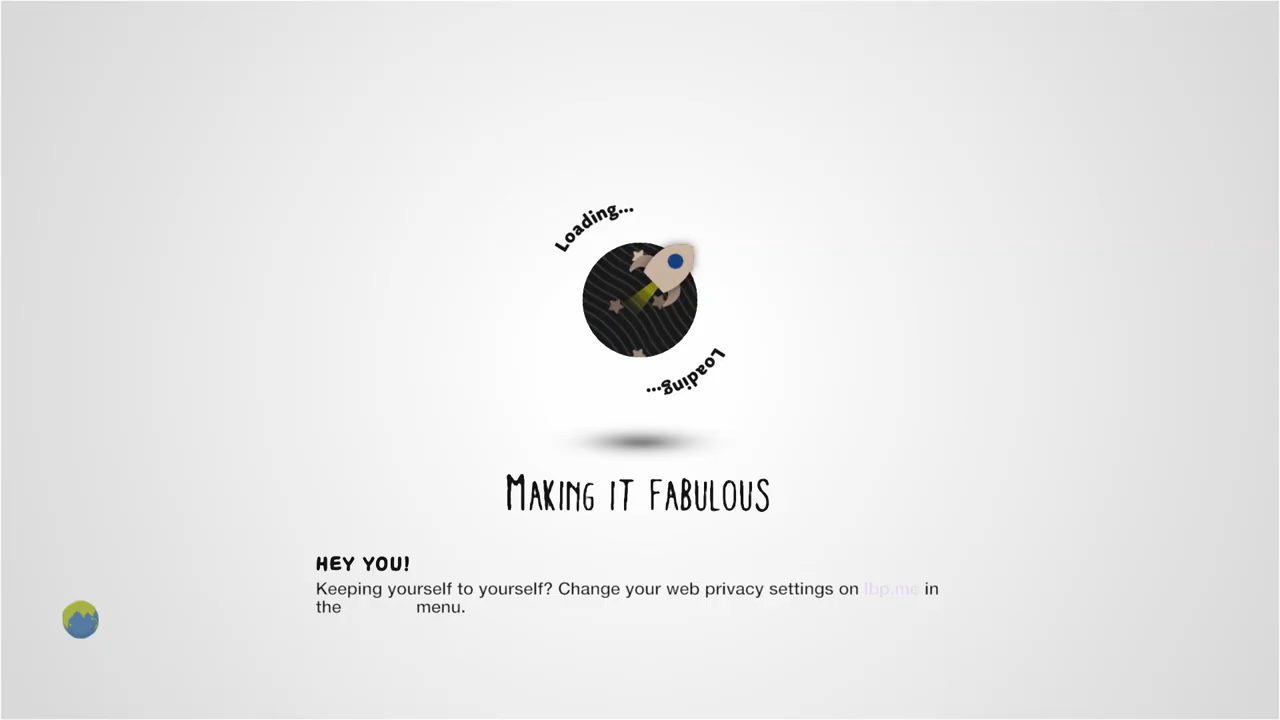 Loading...
Loading...
Making it fabulous
HEY YOU!
Keeping yourself to yourself? Change your web privacy settings on lbp.me in
the menu.